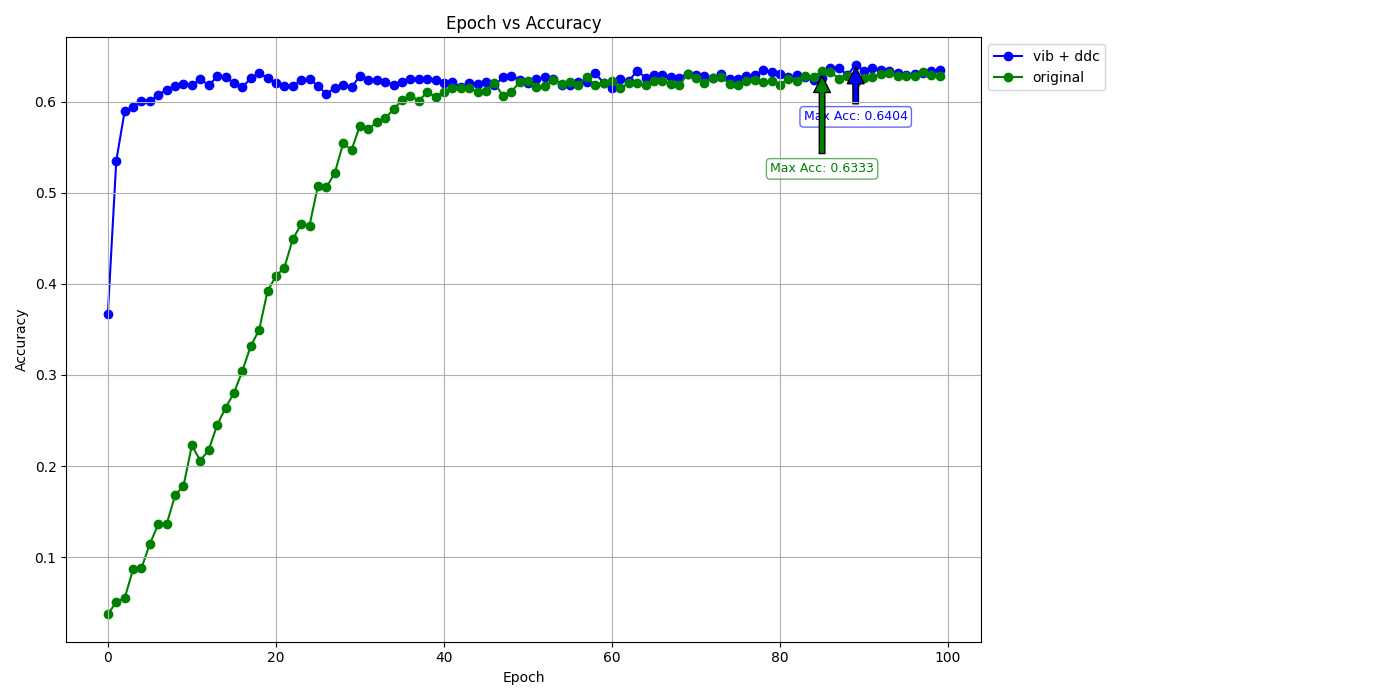 Epoch vs Accuracy
vib + ddc
original
Accuracy
0.6
0.5
0.4
0.3
0.2
0.1
Max Acc: 0.6404
Max Acc: 0.6333
0 20 40 60 80 100
Epoch